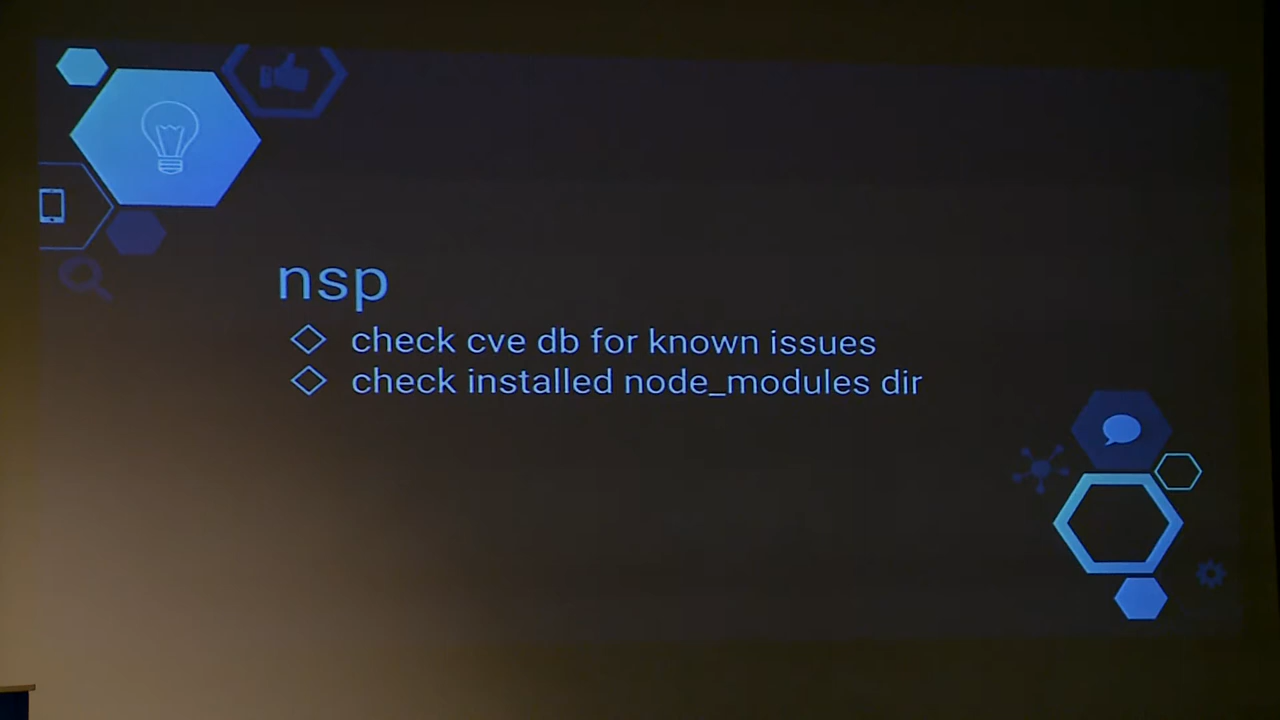 nsp
check cve db for known issues
check installed node_modules dir